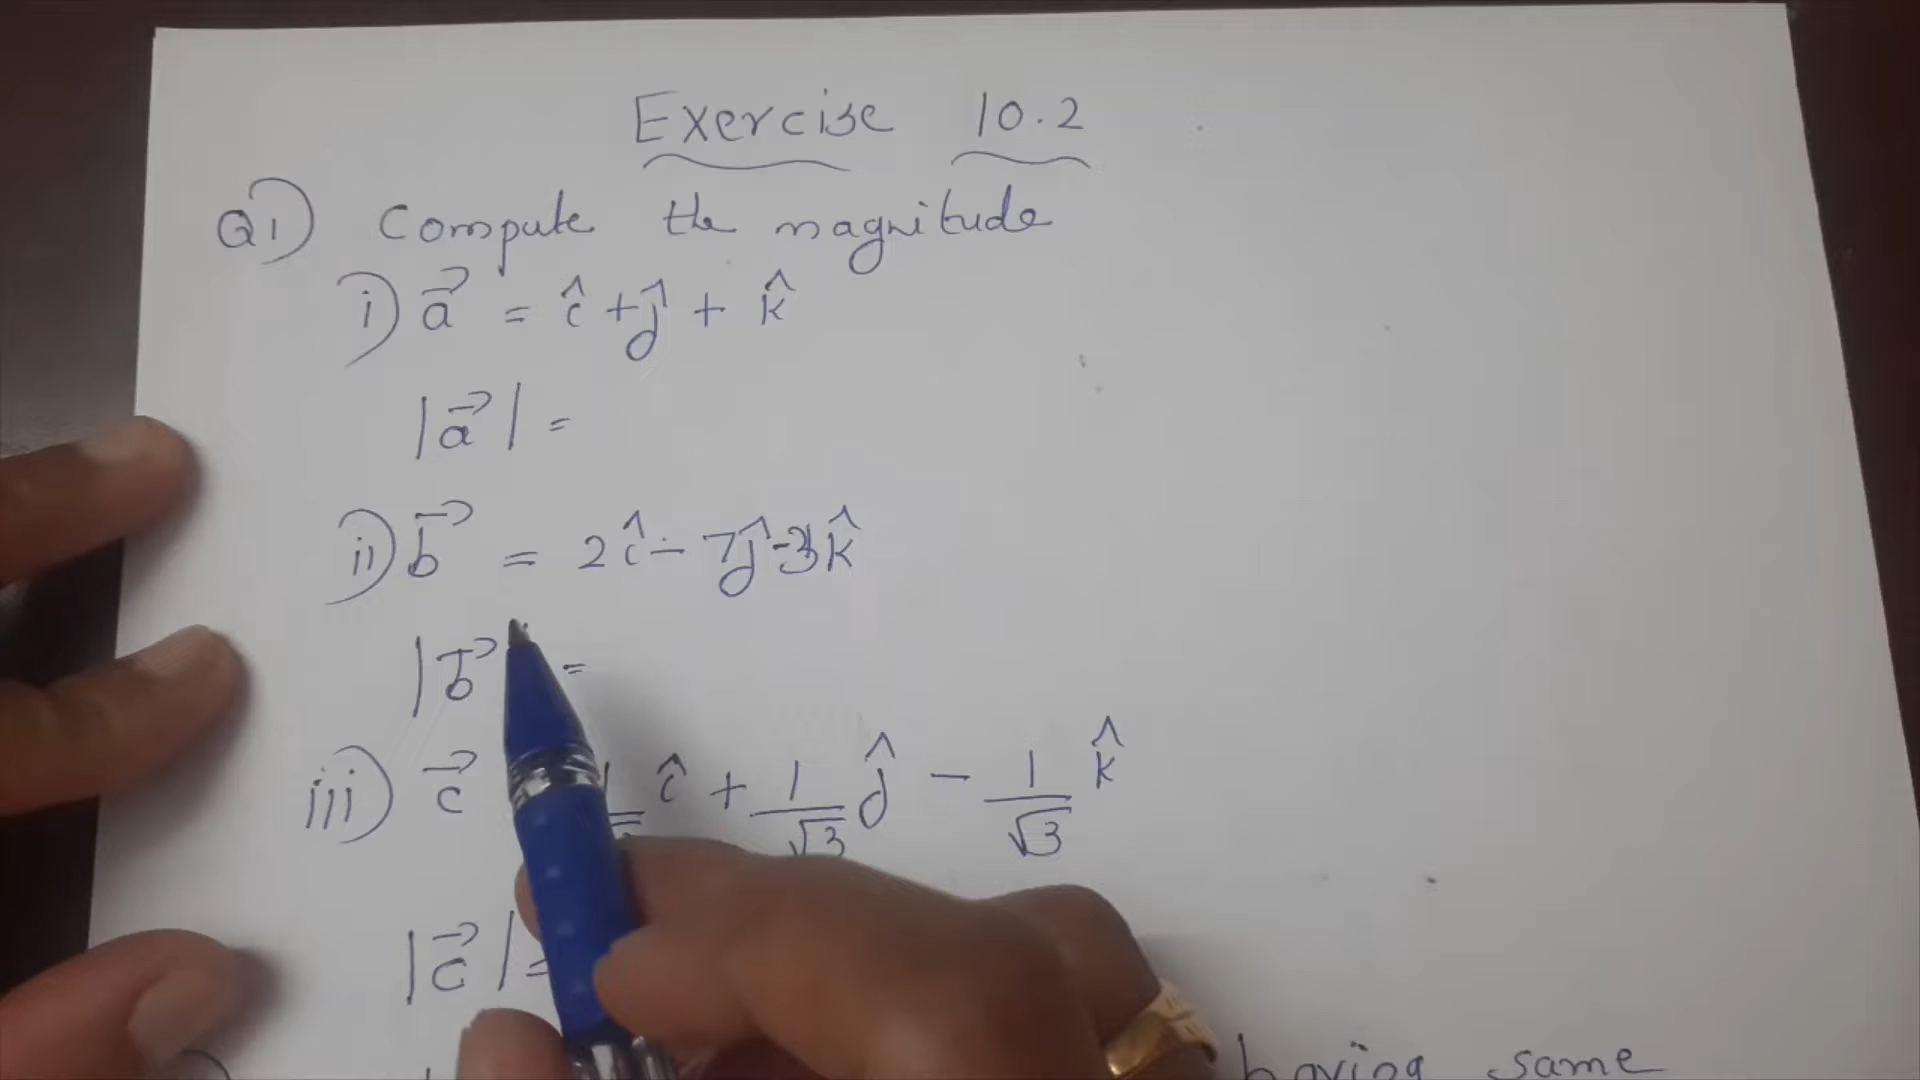 Exercise 10.2
Q1) Compute the magnitude
i) a⃗ = î + ĵ + k̂
|a⃗| =
ii) b⃗ = 2î - 7ĵ - 3k̂
|b⃗ =
iii) c⃗ î + 1/√3 ĵ - 1/√3 k̂
|c⃗| =
having same